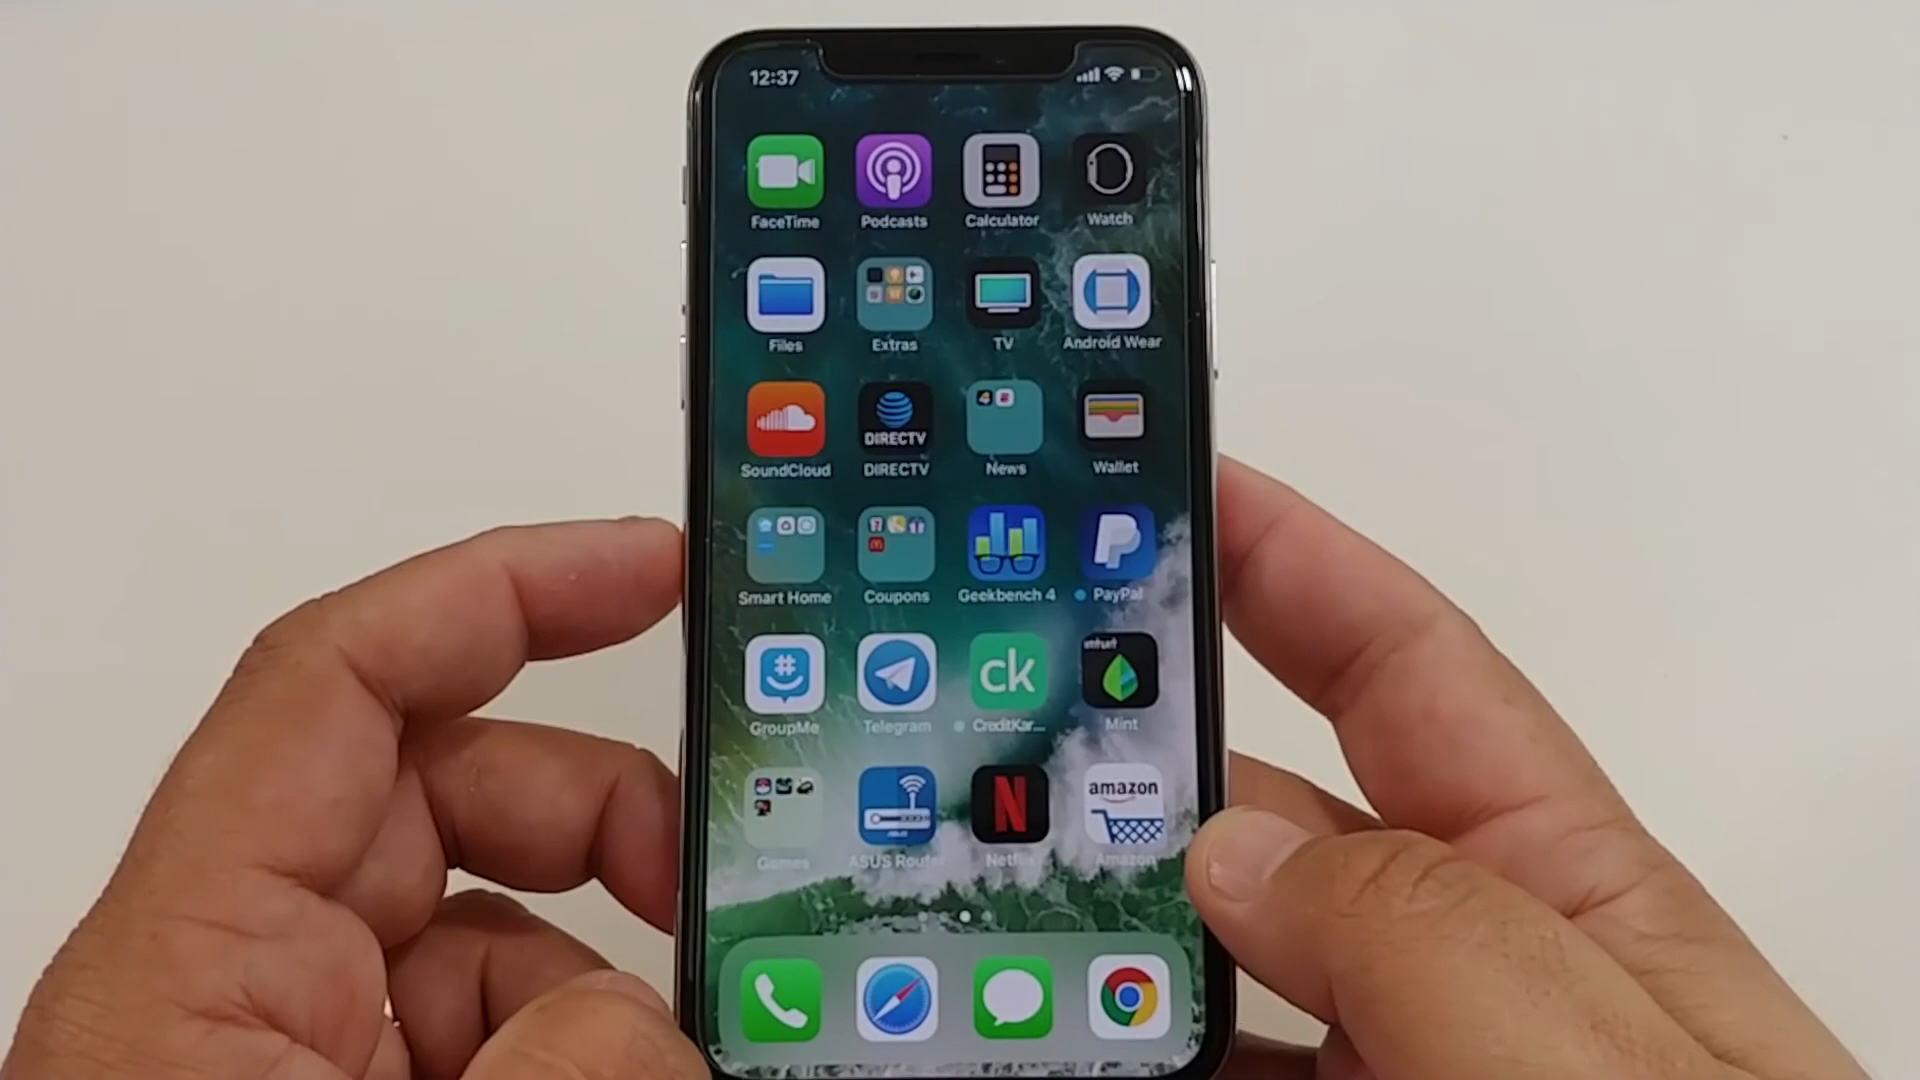 12:37
FaceTime Podcasts Calculator Watch
Files Extras TV Android Wear
DIRECTV
SoundCloud DIRECTV News Wallet
Smart Home Coupons Geekbench 4 PayPal
ck intuit
GroupMe Telegram CreditKar... Mint
N amazon
Games ASUS Router Netflix Amazon